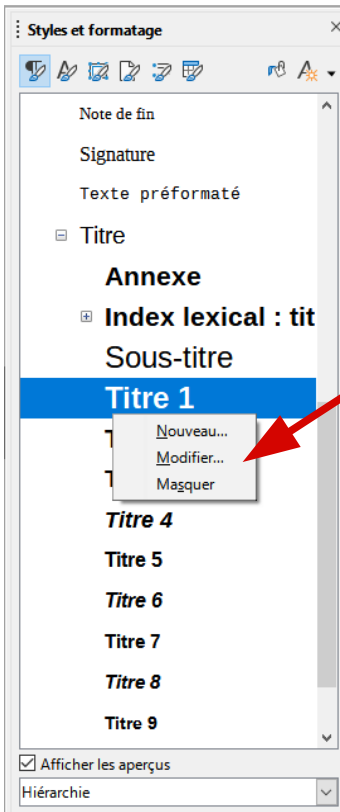 Styles et formatage
Note de fin
Signature
Texte préformaté
Titre
Annexe
Index lexical : tit
Sous-titre
Titre 1
Nouveau...
Modifier...
Masquer
Titre 4
Titre 5
Titre 6
Titre 7
Titre 8
Titre 9
Afficher les aperçus
Hiérarchie